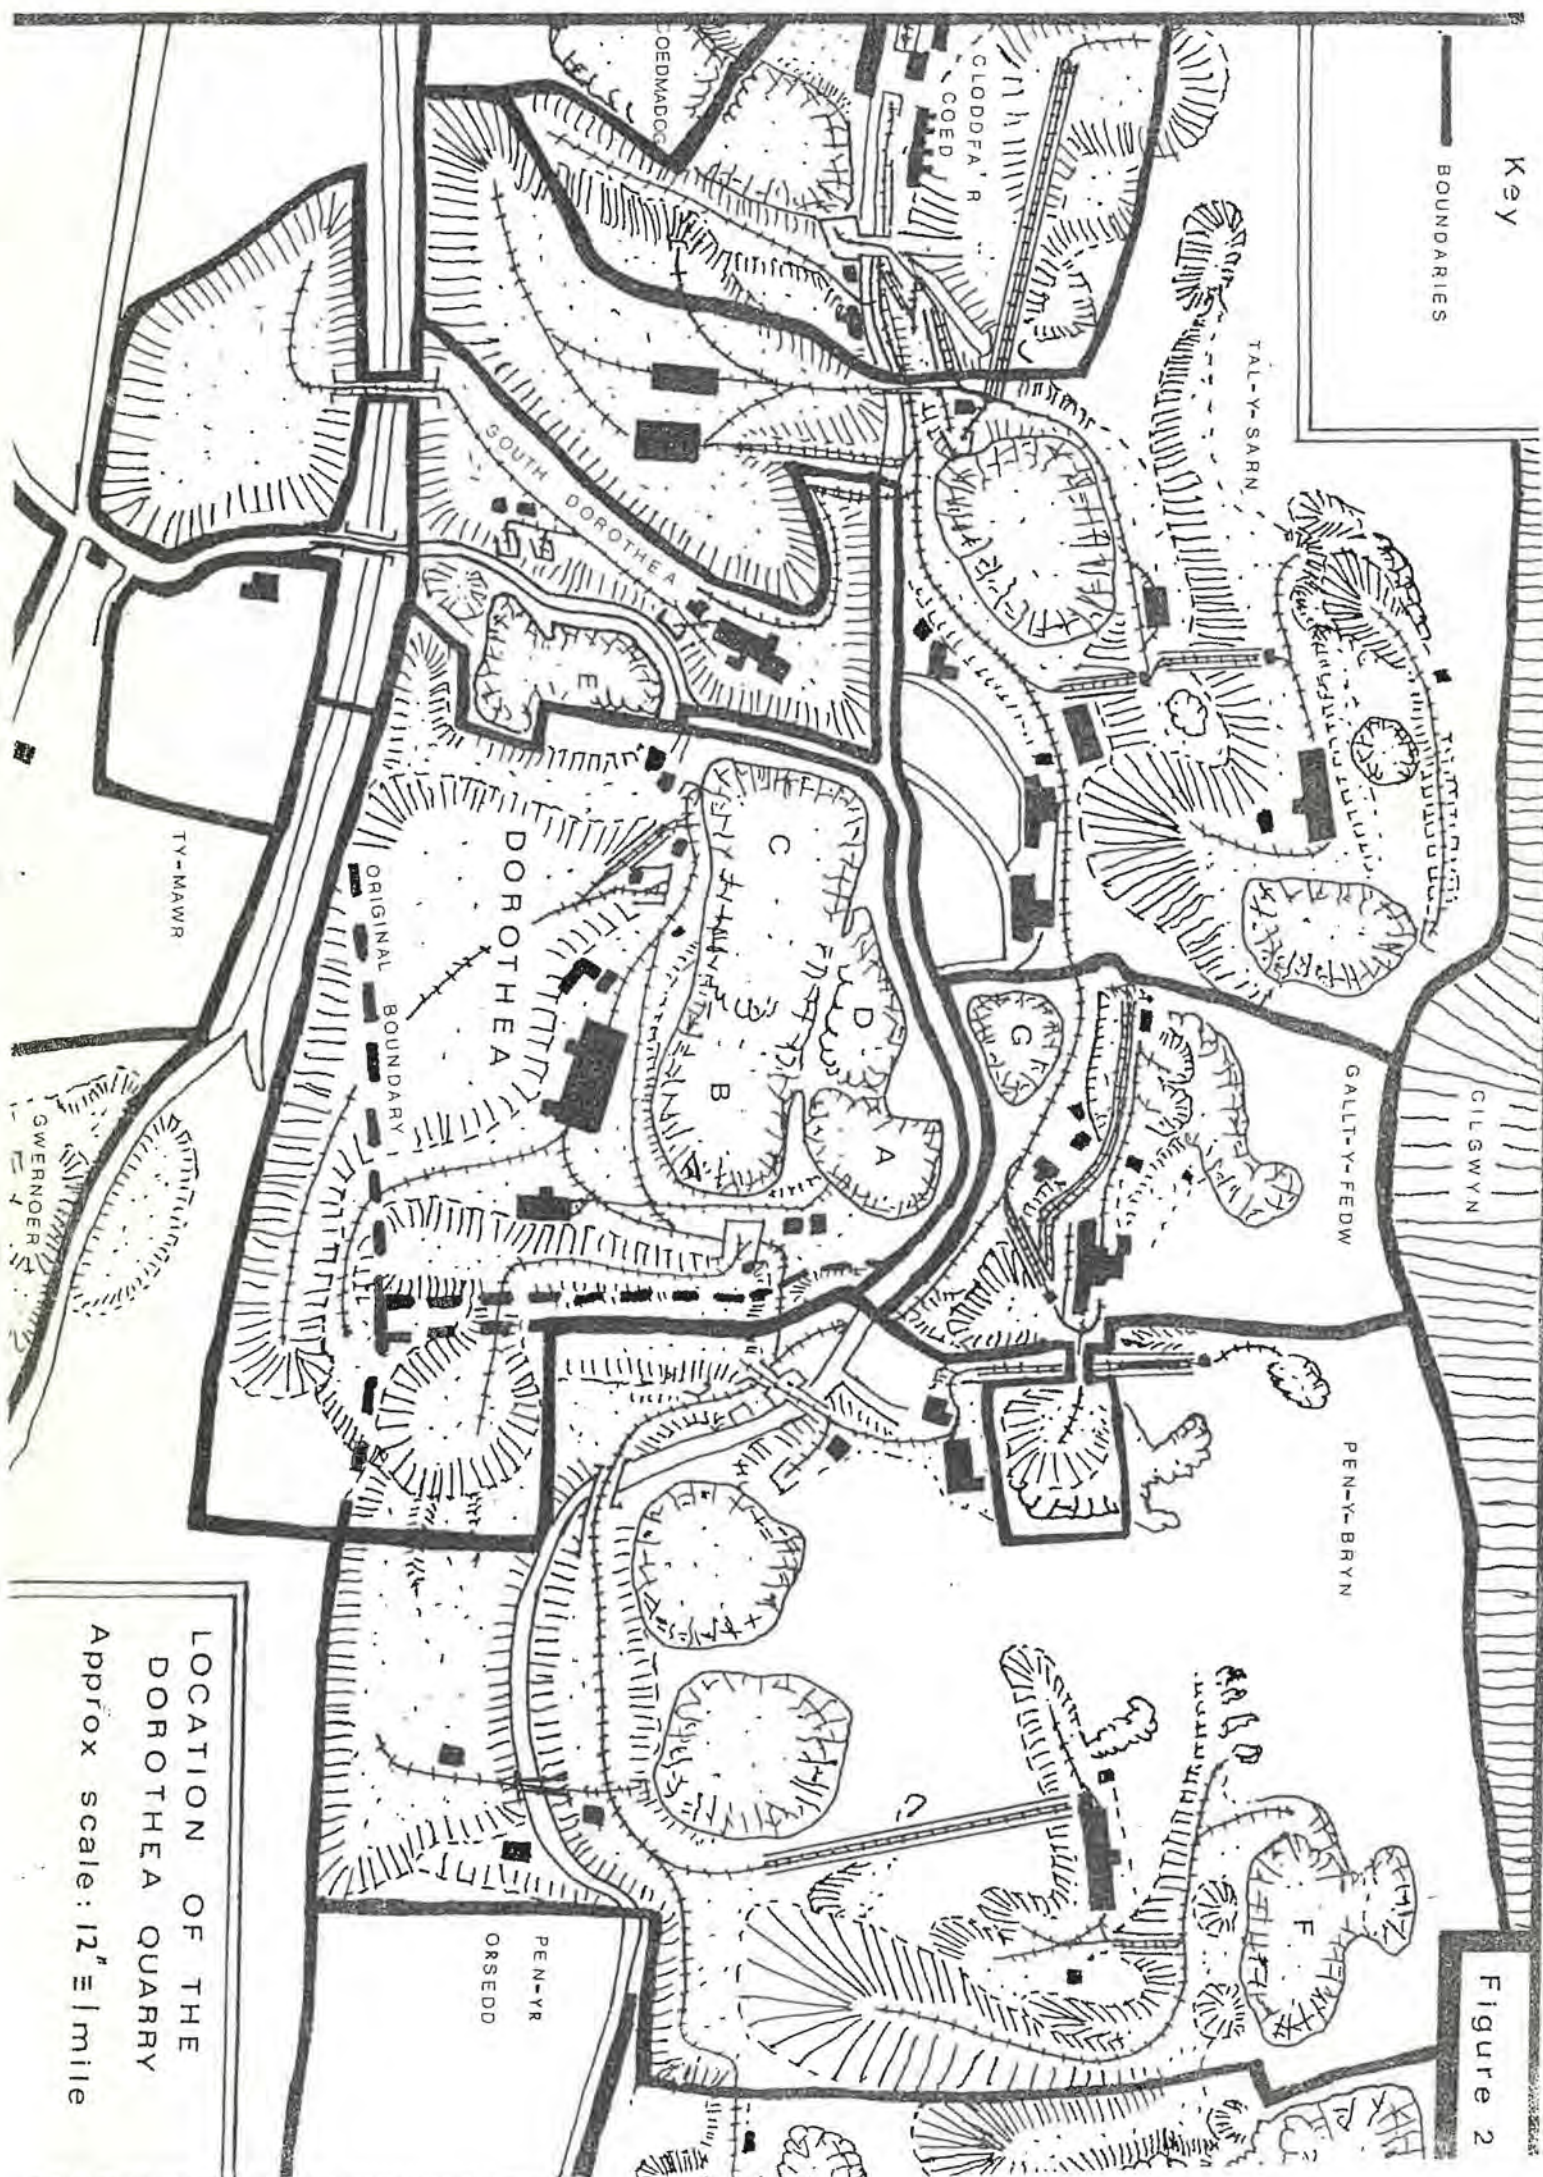 Figure 2
Key
BOUNDARIES
CLODDFA'R
COED
COEDMADOG
TAL-Y-SARN
CILGWYN
GALLT-Y-FEDW
PEN-Y-BRYN
SOUTH DOROTHEA
DOROTHEA
ORIGINAL BOUNDARY
TY-MAWR
GWERNOER
PEN-YR
ORSEDD
A
B
C
D
E
F
G
LOCATION OF THE
DOROTHEA QUARRY
Approx scale: 12" ≡ 1 mile